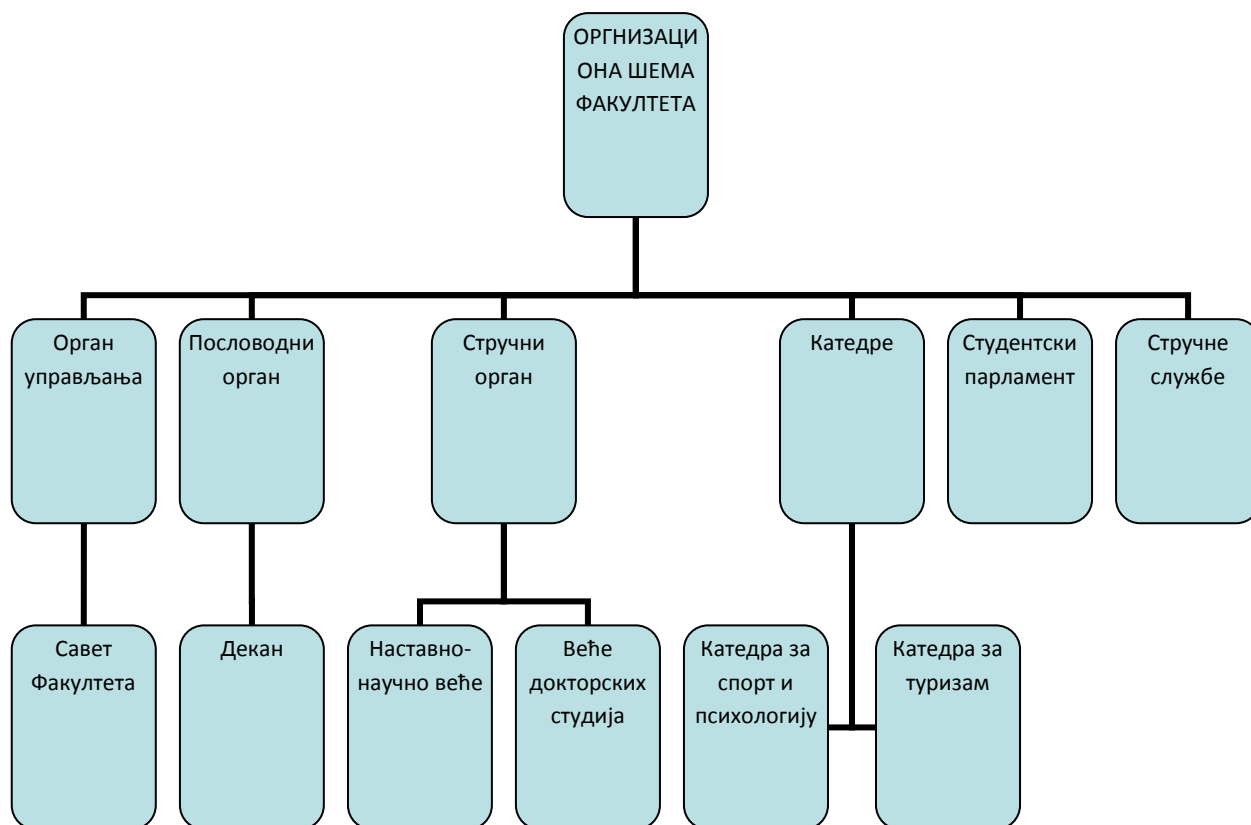 ОРГНИЗАЦИ
ОНА ШЕМА
ФАКУЛТЕТА
Орган
управљања
Пословодни
орган
Стручни
орган
Катедре
Студентски
парламент
Стручне
службе
Савет
Факултета
Декан
Наставно-
научно веће
Веће
докторских
студија
Катедра за
спорт и
психологију
Катедра за
туризам